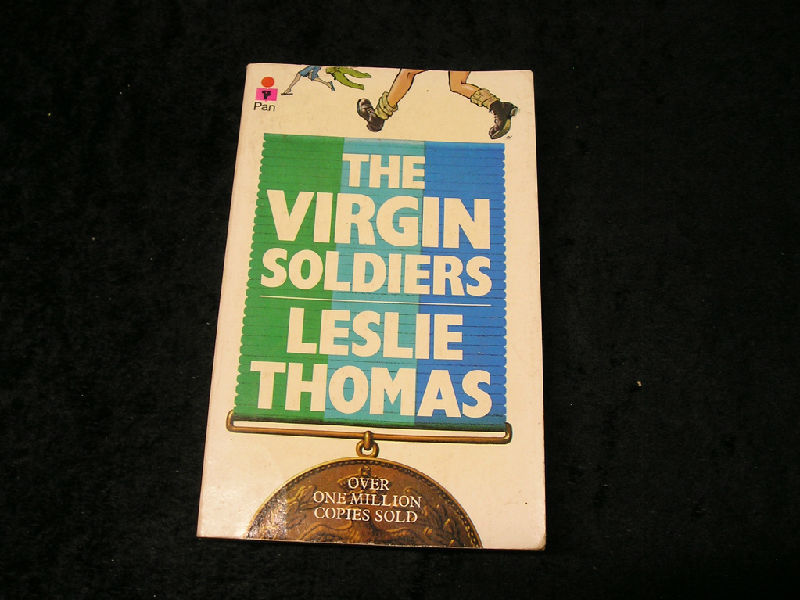 Pan
THE
VIRGIN
SOLDIERS
LESLIE
THOMAS
OVER
ONE MILLION
COPIES SOLD